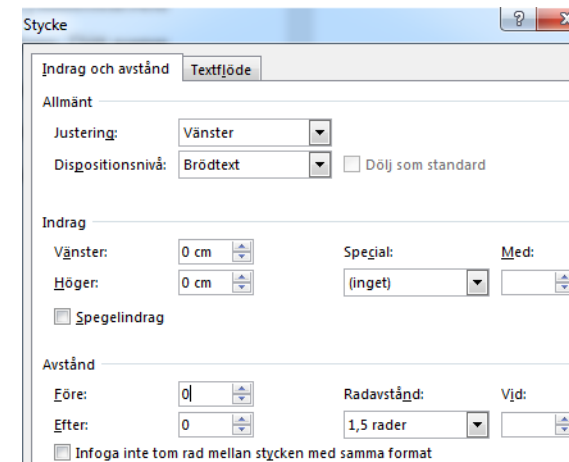 Stycke
Indrag och avstånd Textflöde
Allmänt
Justering: Vänster
Dispositionsnivå: Brödtext Dölj som standard
Indrag
Vänster: 0 cm Special: Med:
Höger: 0 cm (inget)
Spegelindrag
Avstånd
Före: 0 Radavstånd: Vid:
Efter: 0 1,5 rader
Infoga inte tom rad mellan stycken med samma format